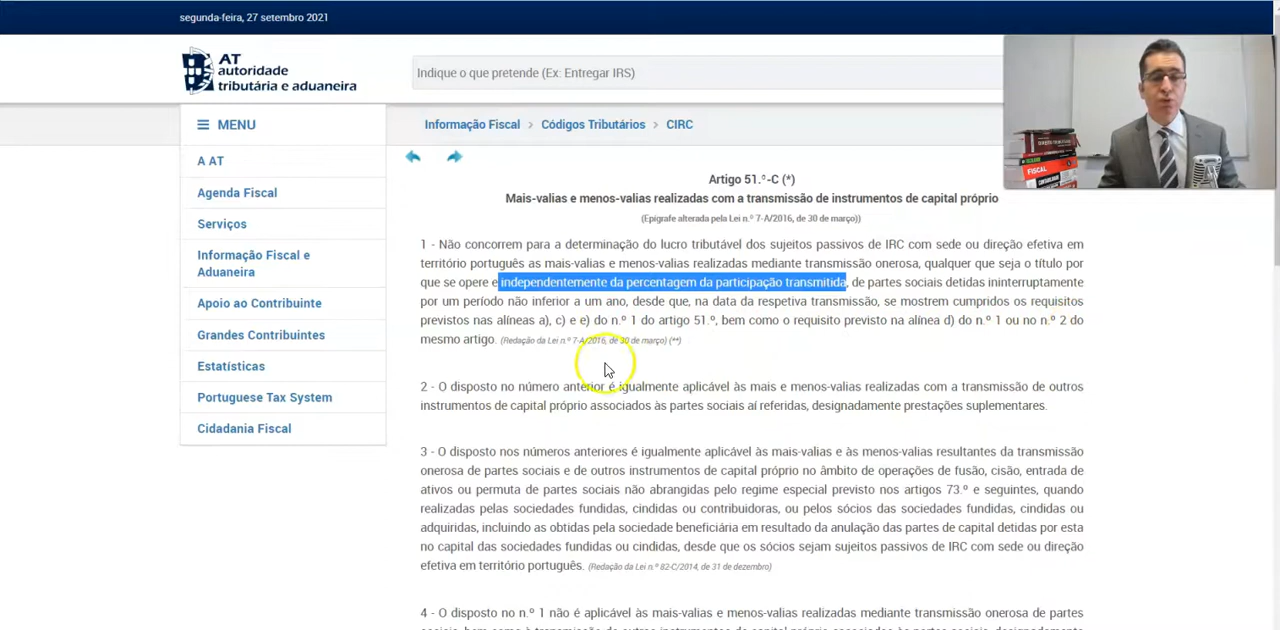 segunda-feira, 27 setembro 2021
AT
autoridade
tributária e aduaneira
Indique o que pretende (Ex: Entregar IRS)
MENU
Informação Fiscal > Códigos Tributários > CIRC
A AT
Agenda Fiscal
Serviços
Informação Fiscal e
Aduaneira
Apoio ao Contribuinte
Grandes Contribuintes
Estatísticas
Portuguese Tax System
Cidadania Fiscal
Artigo 51.º-C (*)
Mais-valias e menos-valias realizadas com a transmissão de instrumentos de capital próprio
(Epígrafe alterada pela Lei n.º 7-A/2016, de 30 de março))
1 - Não concorrem para a determinação do lucro tributável dos sujeitos passivos de IRC com sede ou direção efetiva em
território português as mais-valias e menos-valias realizadas mediante transmissão onerosa, qualquer que seja o título por
que se opere e independentemente da percentagem da participação transmitida, de partes sociais detidas ininterruptamente
por um período não inferior a um ano, desde que, na data da respetiva transmissão, se mostrem cumpridos os requisitos
previstos nas alíneas a), c) e e) do n.º 1 do artigo 51.º, bem como o requisito previsto na alínea d) do n.º 1 ou no n.º 2 do
mesmo artigo. (Redação da Lei n.º 7-A/2016, de 30 de março) (**)
2 - O disposto no número anterior é igualmente aplicável às mais e menos-valias realizadas com a transmissão de outros
instrumentos de capital próprio associados às partes sociais aí referidas, designadamente prestações suplementares.
3 - O disposto nos números anteriores é igualmente aplicável às mais-valias e às menos-valias resultantes da transmissão
onerosa de partes sociais e de outros instrumentos de capital próprio no âmbito de operações de fusão, cisão, entrada de
ativos ou permuta de partes sociais não abrangidas pelo regime especial previsto nos artigos 73.º e seguintes, quando
realizadas pelas sociedades fundidas, cindidas ou contribuidoras, ou pelos sócios das sociedades fundidas, cindidas ou
adquiridas, incluindo as obtidas pela sociedade beneficiária em resultado da anulação das partes de capital detidas por esta
no capital das sociedades fundidas ou cindidas, desde que os sócios sejam sujeitos passivos de IRC com sede ou direção
efetiva em território português. (Redação da Lei n.º 82-C/2014, de 31 de dezembro)
4 - O disposto no n.º 1 não é aplicável às mais-valias e menos-valias realizadas mediante transmissão onerosa de partes
FISCAL